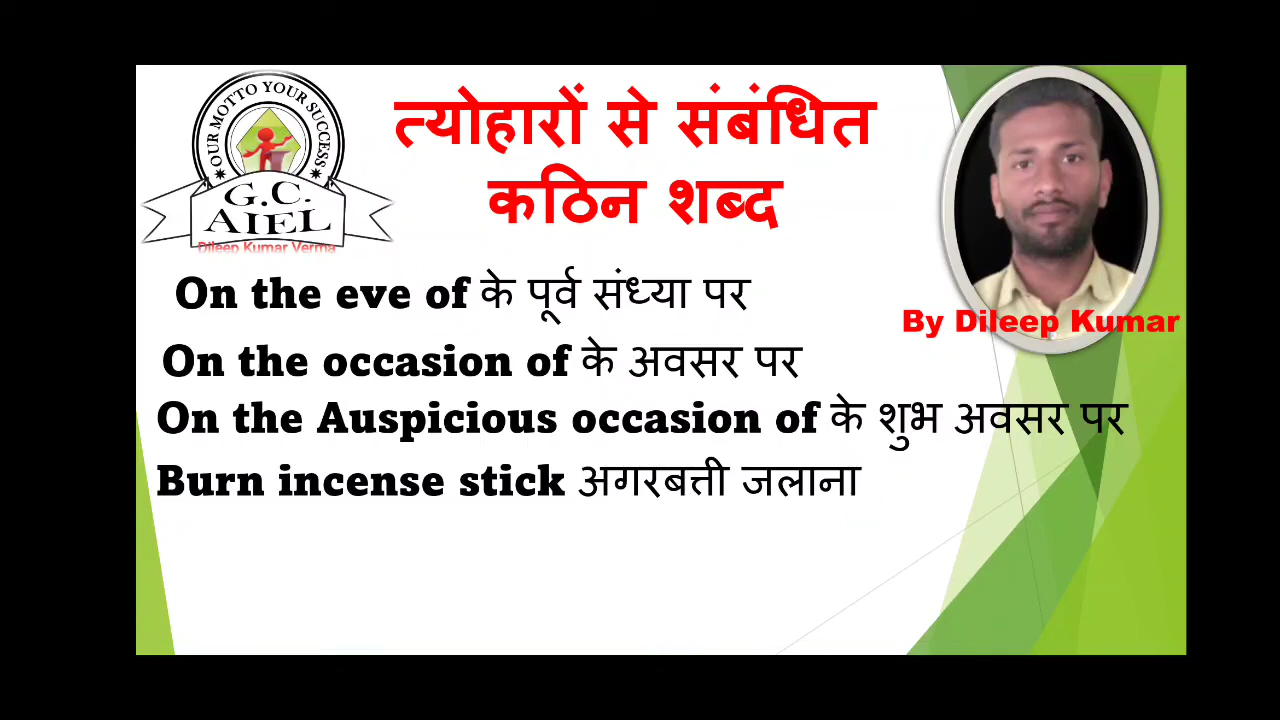 OUR MOTTO YOUR SUCCESS
G.C.
AIEL
Dileep Kumar Verma
त्योहारों से संबंधित
कठिन शब्द
By Dileep Kumar
On the eve of के पूर्व संध्या पर
On the occasion of के अवसर पर
On the Auspicious occasion of के शुभ अवसर पर
Burn incense stick अगरबत्ती जलाना